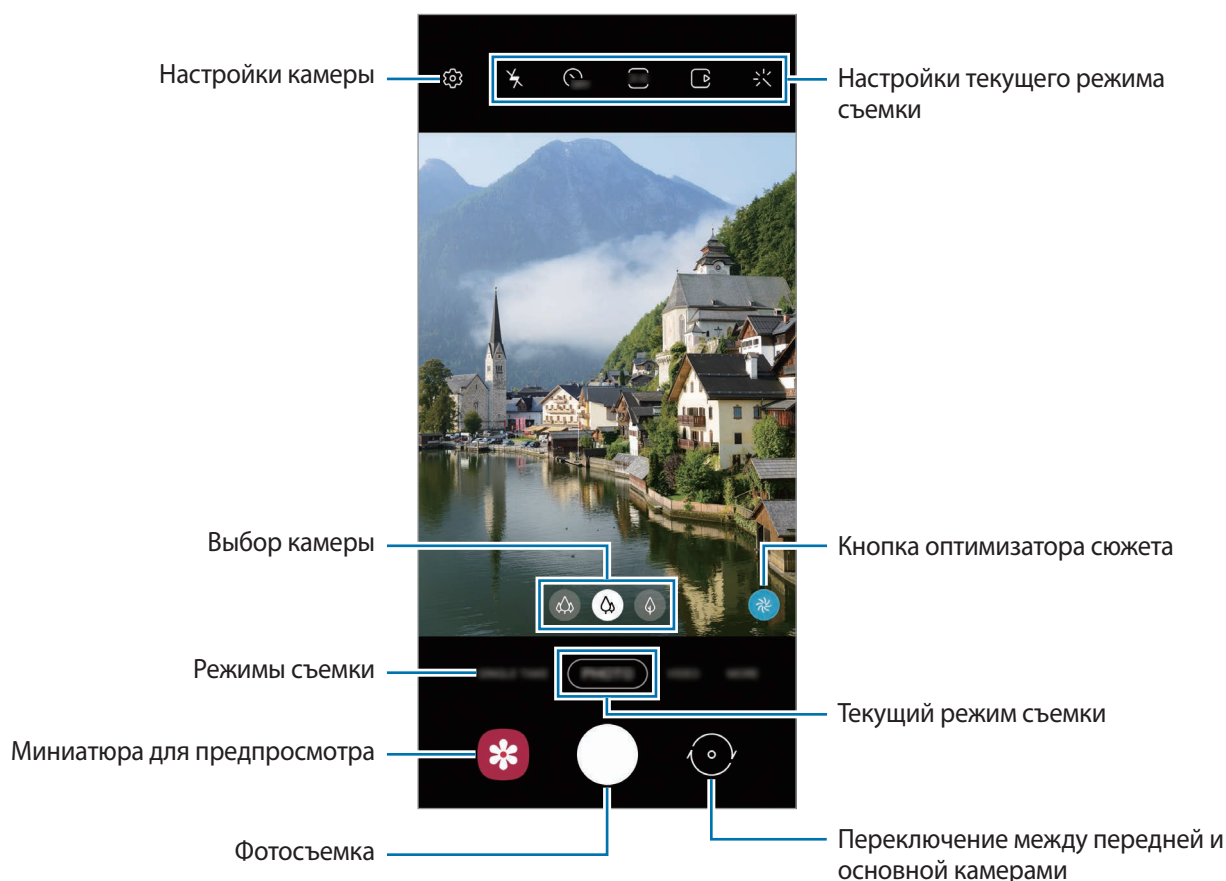 Настройки камеры
Настройки текущего режима
съемки
Выбор камеры
Кнопка оптимизатора сюжета
Режимы съемки
PHOTO
Текущий режим съемки
Миниатюра для предпросмотра
Фотосъемка
Переключение между передней и
основной камерами